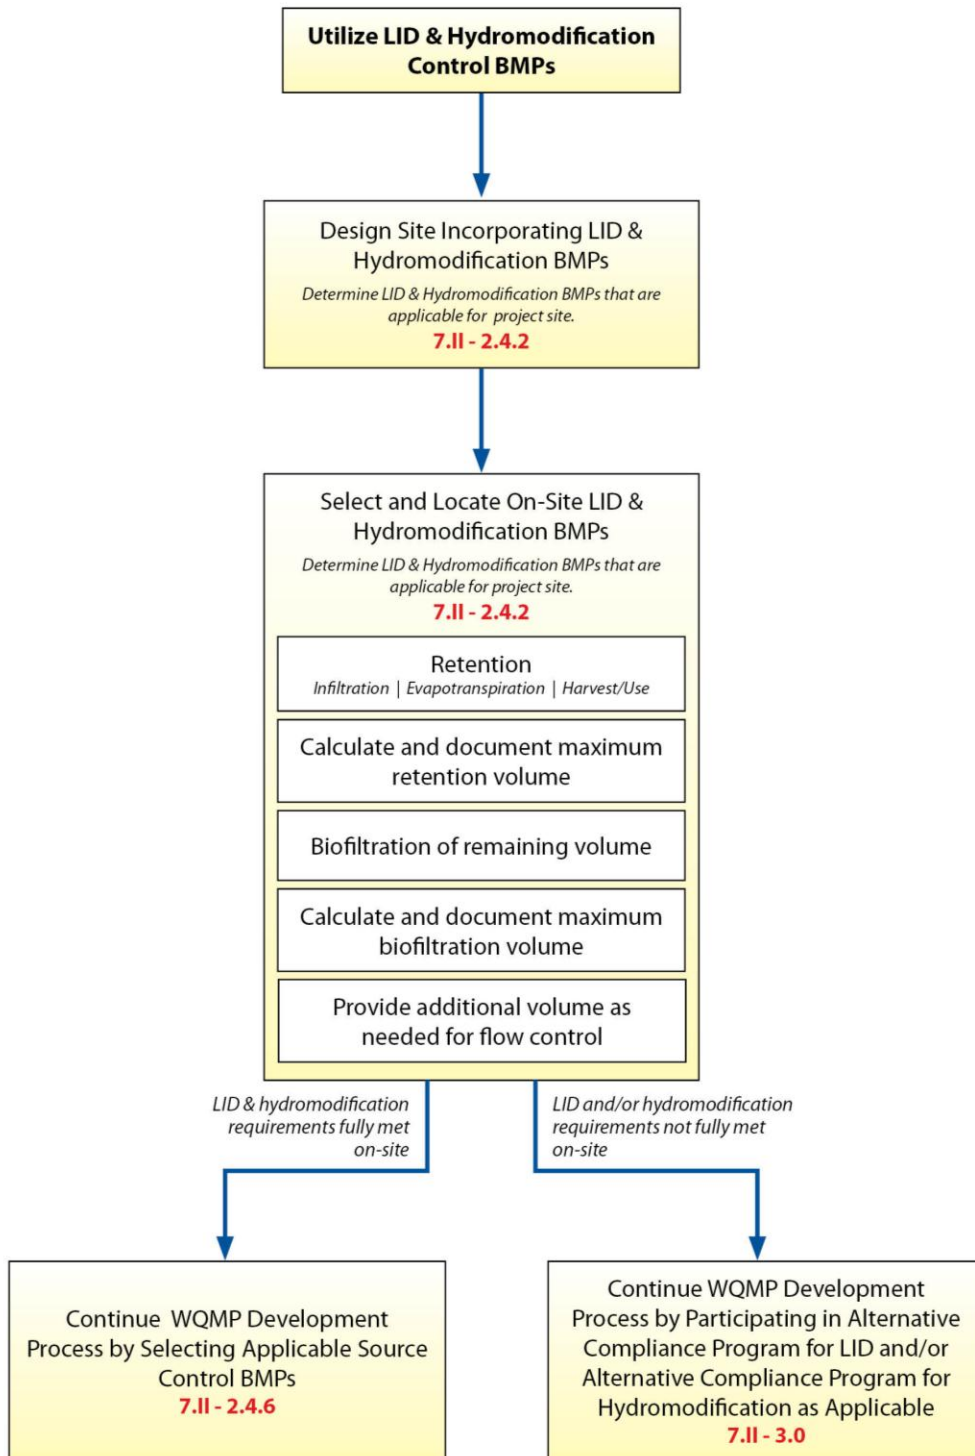 Utilize LID & Hydromodification
Control BMPs
Design Site Incorporating LID &
Hydromodification BMPs
Determine LID & Hydromodification BMPs that are
applicable for project site.
7.II - 2.4.2
Select and Locate On-Site LID &
Hydromodification BMPs
Determine LID & Hydromodification BMPs that are
applicable for project site.
7.II - 2.4.2
Retention
Infiltration | Evapotranspiration | Harvest/Use
Calculate and document maximum
retention volume
Biofiltration of remaining volume
Calculate and document maximum
biofiltration volume
Provide additional volume as
needed for flow control
LID & hydromodification
requirements fully met
on-site
LID and/or hydromodification
requirements not fully met
on-site
Continue WQMP Development
Process by Selecting Applicable Source
Control BMPs
7.II - 2.4.6
Continue WQMP Development
Process by Participating in Alternative
Compliance Program for LID and/or
Alternative Compliance Program for
Hydromodification as Applicable
7.II - 3.0